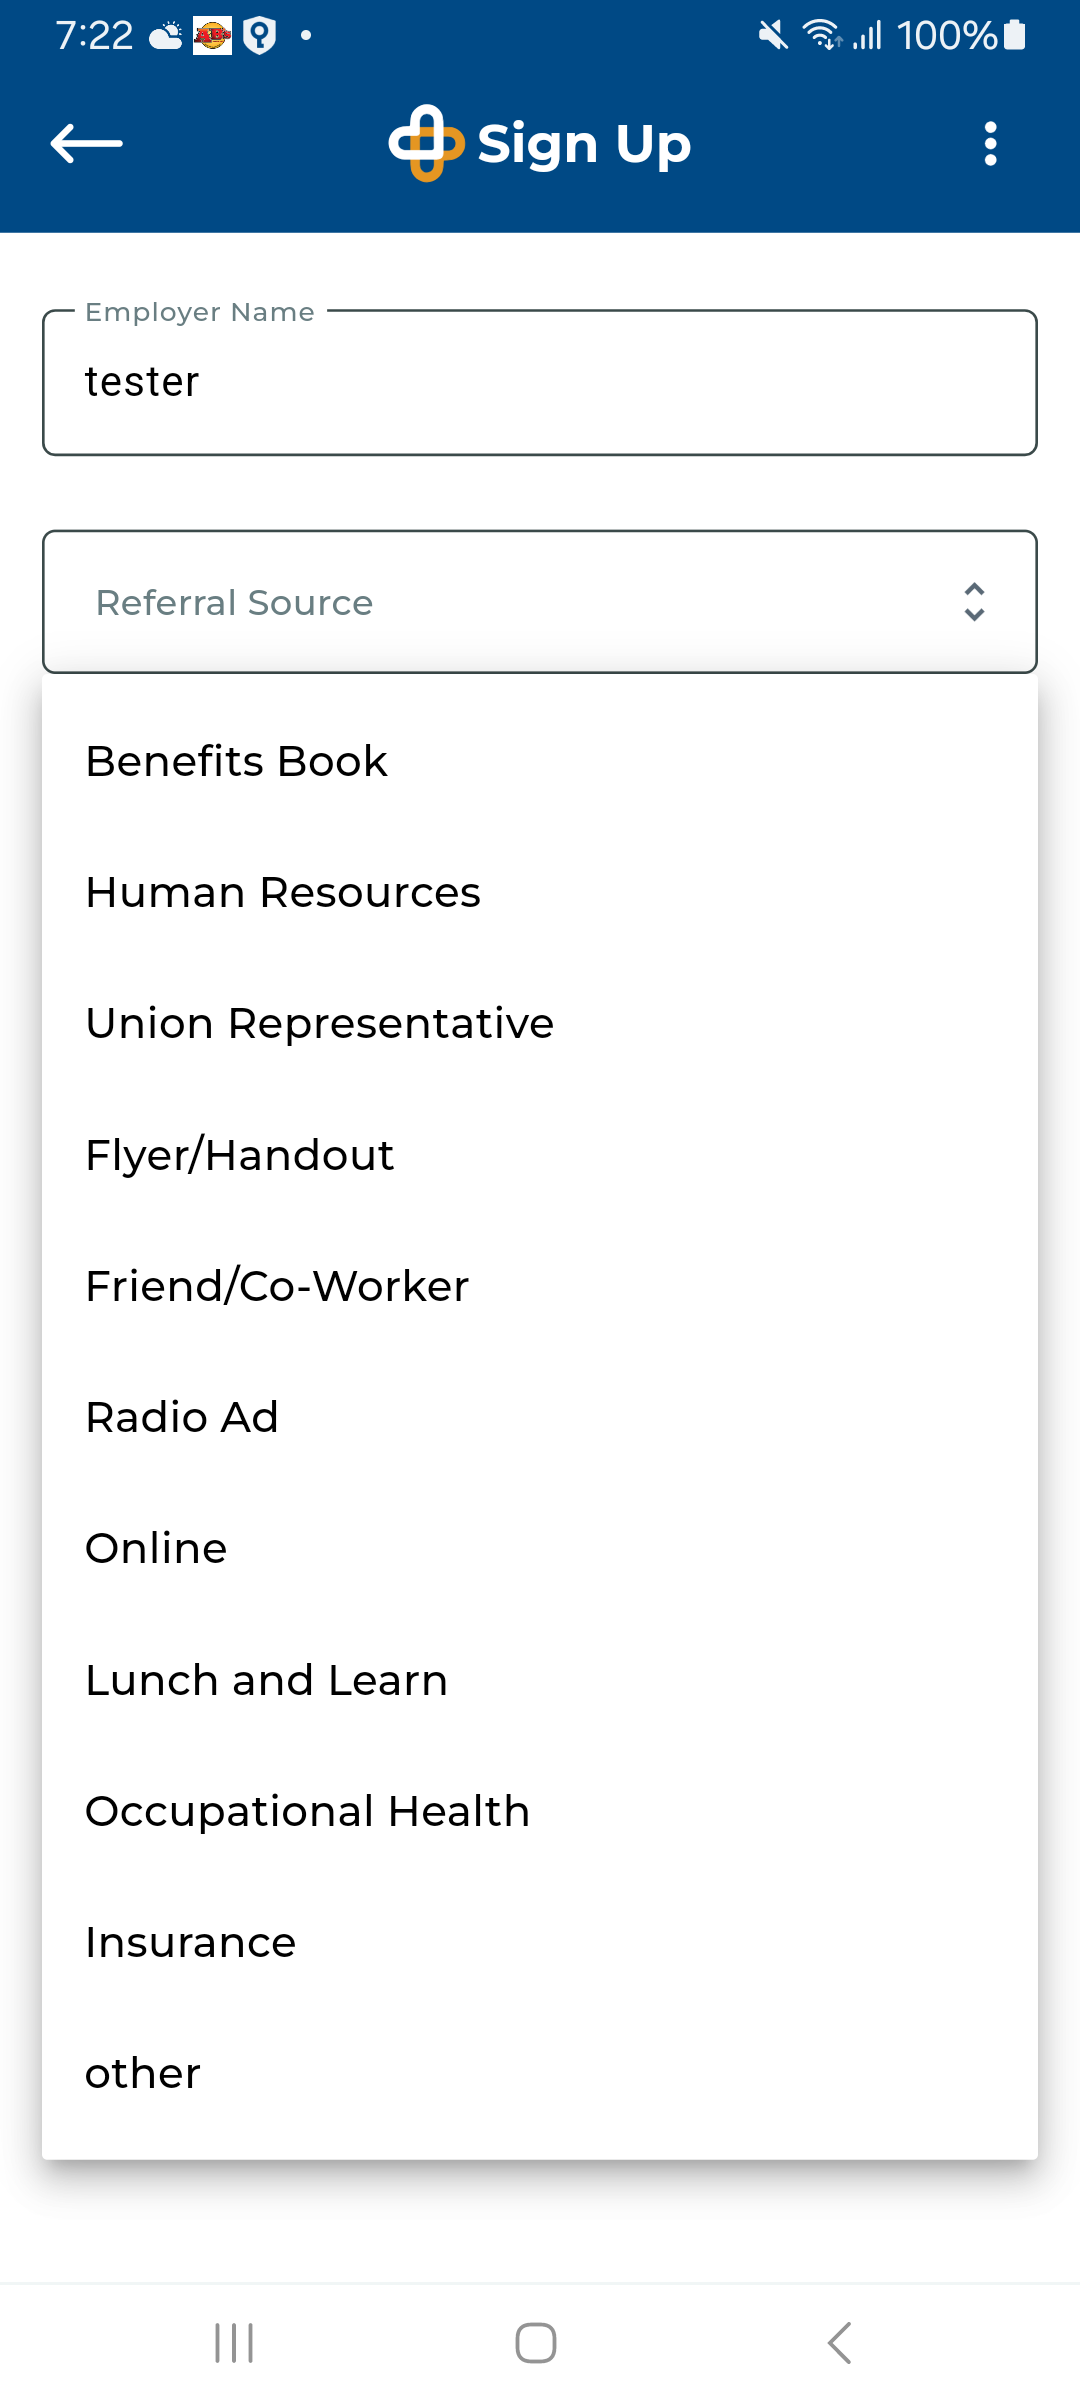 7:22 100%
Sign Up
Employer Name
tester
Referral Source
Benefits Book
Human Resources
Union Representative
Flyer/Handout
Friend/Co-Worker
Radio Ad
Online
Lunch and Learn
Occupational Health
Insurance
other